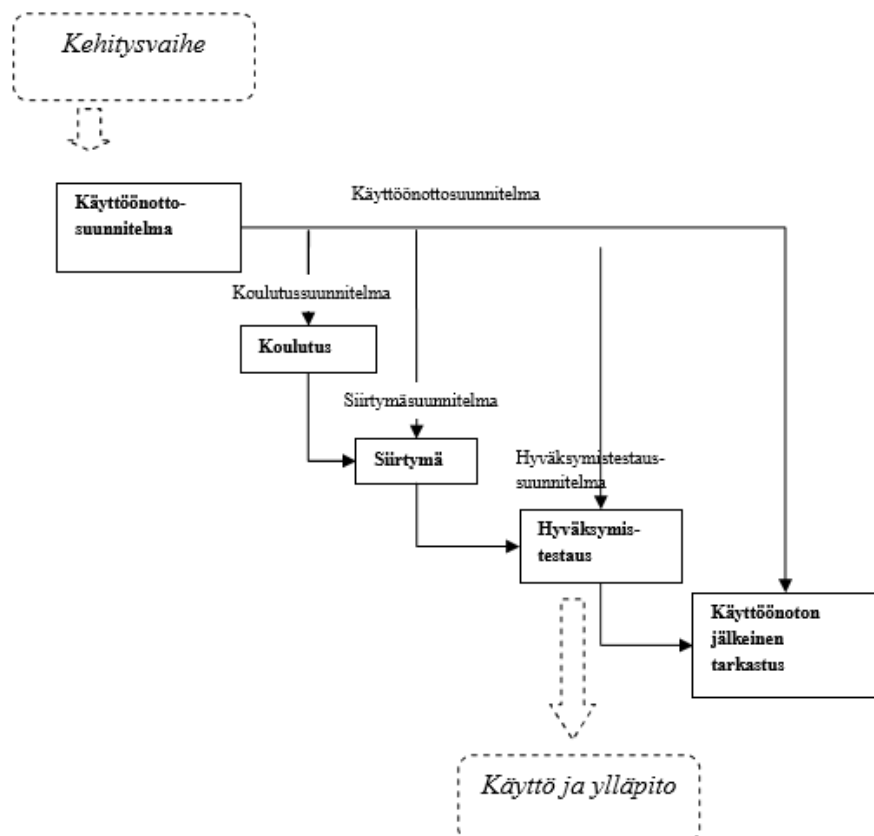 Kehitysvaihe
Käyttöönotto-
suunnitelma
Käyttöönottosuunnitelma
Koulutussuunnitelma
Koulutus
Siirtymäsuunnitelma
Siirtymä
Hyväksymistestaus-
suunnitelma
Hyväksymis-
testaus
Käyttöönoton
jälkeinen
tarkastus
Käyttö ja ylläpito